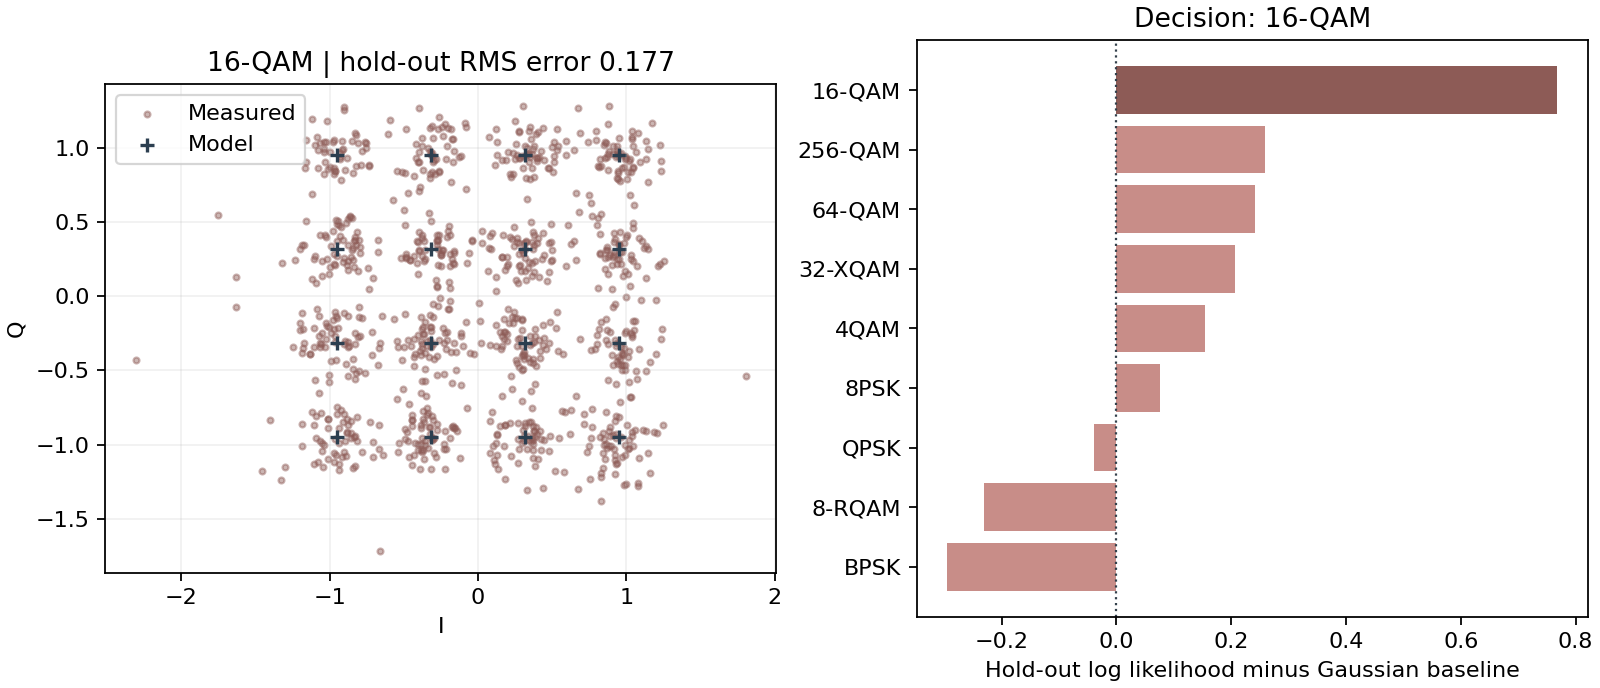 16-QAM | hold-out RMS error 0.177
Measured
Model
1.0
0.5
0.0
−0.5
−1.0
−1.5
Q
−2
−1
0
1
2
I
Decision: 16-QAM
16-QAM
256-QAM
64-QAM
32-XQAM
4QAM
8PSK
QPSK
8-RQAM
BPSK
−0.2
0.0
0.2
0.4
0.6
0.8
Hold-out log likelihood minus Gaussian baseline